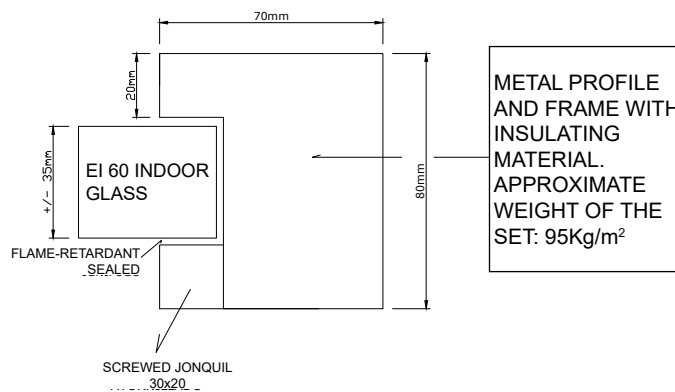 70mm
20mm
+/- 35mm
EI 60 INDOOR
GLASS
80mm
METAL PROFILE
AND FRAME WITH
INSULATING
MATERIAL.
APPROXIMATE
WEIGHT OF THE
SET: 95Kg/m²
FLAME-RETARDANT
SEALED
SCREWED JONQUIL
30x20